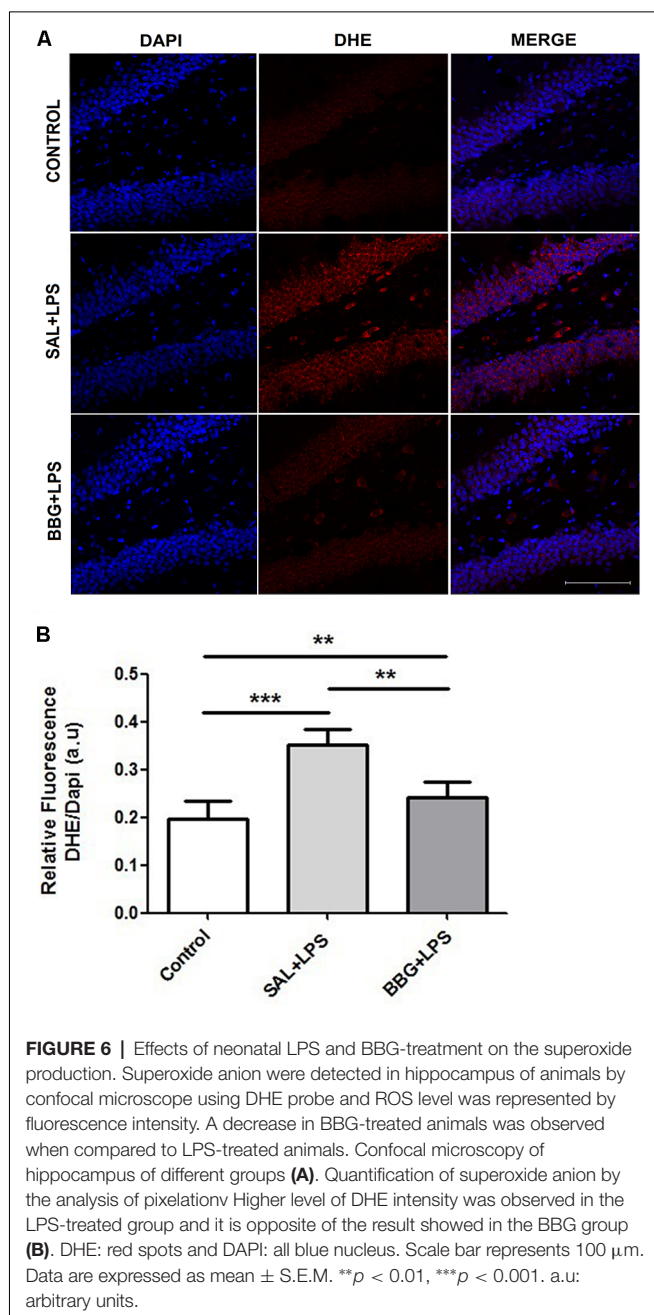 A
DAPI DHE MERGE
CONTROL
SAL+LPS
BBG+LPS
B
**
*** **
Relative Fluorescence
DHE/Dapi (a.u)
0.5
0.4
0.3
0.2
0.1
0.0
Control SAL+LPS BBG+LPS
FIGURE 6 | Effects of neonatal LPS and BBG-treatment on the superoxide
production. Superoxide anion were detected in hippocampus of animals by
confocal microscope using DHE probe and ROS level was represented by
fluorescence intensity. A decrease in BBG-treated animals was observed
when compared to LPS-treated animals. Confocal microscopy of
hippocampus of different groups (A). Quantification of superoxide anion by
the analysis of pixelationv Higher level of DHE intensity was observed in the
LPS-treated group and it is opposite of the result showed in the BBG group
(B). DHE: red spots and DAPI: all blue nucleus. Scale bar represents 100 μm.
Data are expressed as mean ± S.E.M. **p < 0.01, ***p < 0.001. a.u:
arbitrary units.